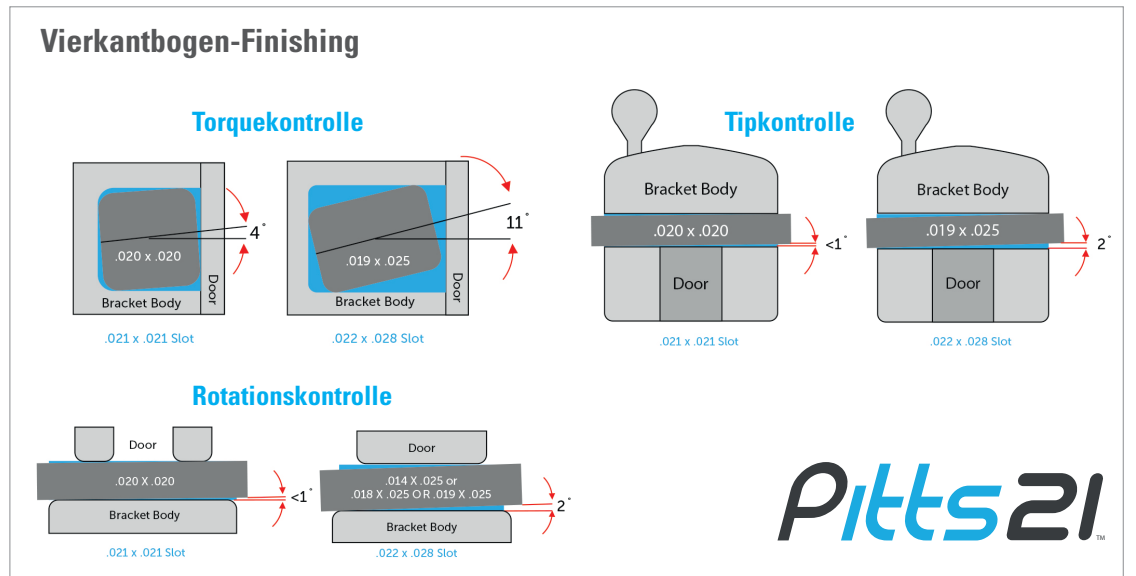 Vierkantbogen-Finishing
Torquekontrolle
4°
.020 x .020
Door
Bracket Body
.021 x .021 Slot
11°
.019 x .025
Door
Bracket Body
.022 x .028 Slot
Tipkontrolle
Bracket Body
.020 x .020
<1°
Door
.021 x .021 Slot
Bracket Body
.019 x .025
2°
Door
.022 x .028 Slot
Rotationskontrolle
Door
.020 X .020
<1°
Bracket Body
.021 x .021 Slot
Door
.014 X .025 or
.018 X .025 OR .019 X .025
2°
Bracket Body
.022 x .028 Slot
Pitts21™